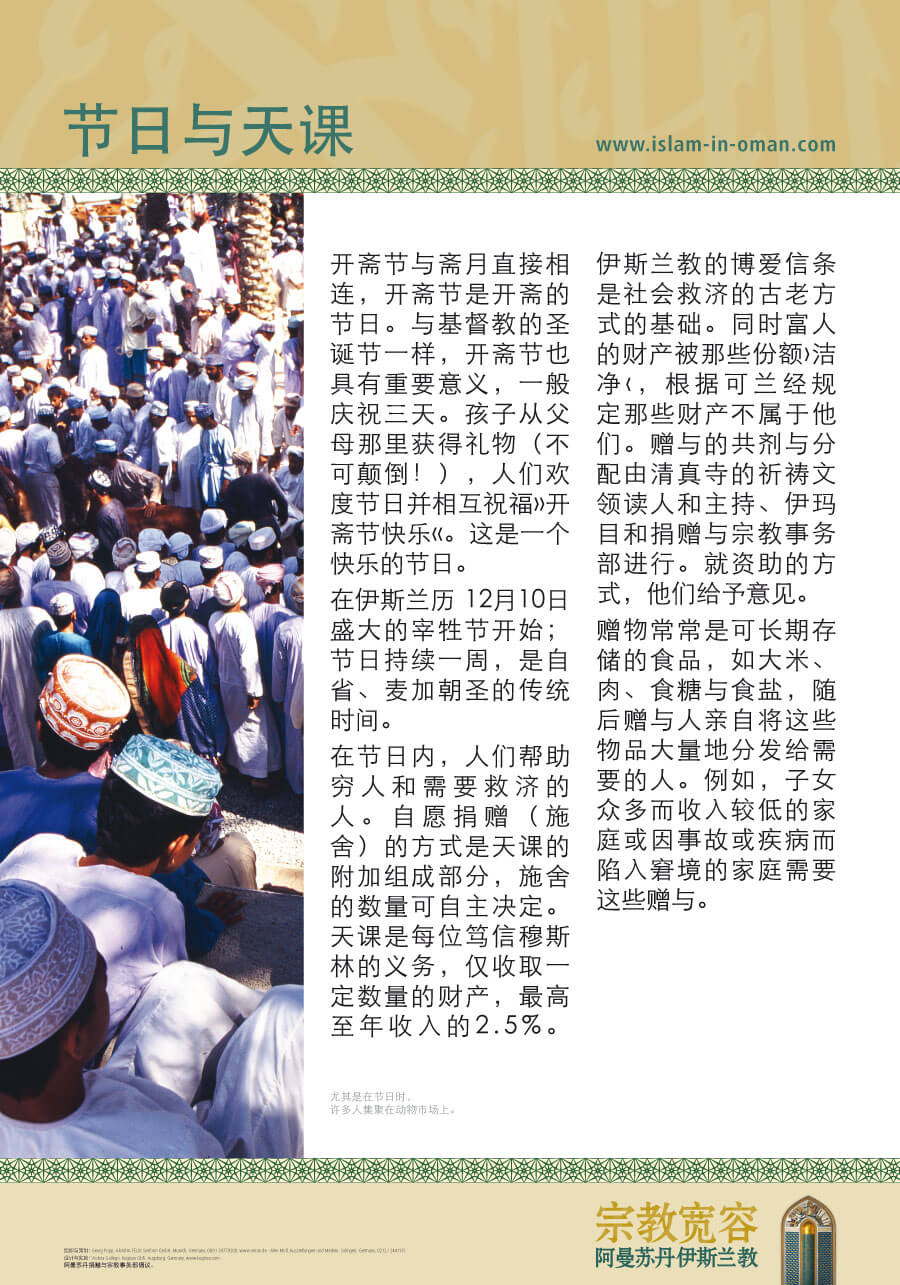 节日与天课
www.islam-in-oman.com
开斋节与斋月直接相
连，开斋节是开斋的
节日。与基督教的圣
诞节一样，开斋节也
具有重要意义，一般
庆祝三天。孩子从父
母那里获得礼物（不
可颠倒！），人们欢
度节日并相互祝福»开
斋节快乐«。这是一个
快乐的节日。
在伊斯兰历 12月10日
盛大的宰牲节开始；
节日持续一周，是自
省、麦加朝圣的传统
时间。
在节日内，人们帮助
穷人和需要救济的
人。自愿捐赠（施
舍）的方式是天课的
附加组成部分，施舍
的数量可自主决定。
天课是每位笃信穆斯
林的义务，仅收取一
定数量的财产，最高
至年收入的2.5%。
伊斯兰教的博爱信条
是社会救济的古老方
式的基础。同时富人
的财产被那些份额›洁
净‹，根据可兰经规
定那些财产不属于他
们。赠与的共剂与分
配由清真寺的祈祷文
领读人和主持、伊玛
目和捐赠与宗教事务
部进行。就资助的方
式，他们给予意见。
赠物常常是可长期存
储的食品，如大米、
肉、食糖与食盐，随
后赠与人亲自将这些
物品大量地分发给需
要的人。例如，子女
众多而收入较低的家
庭或因事故或疾病而
陷入窘境的家庭需要
这些赠与。
尤其是在节日时，
许多人集聚在动物市场上。
宗教宽容
阿曼苏丹伊斯兰教
阿曼苏丹捐赠与宗教事务部倡议。